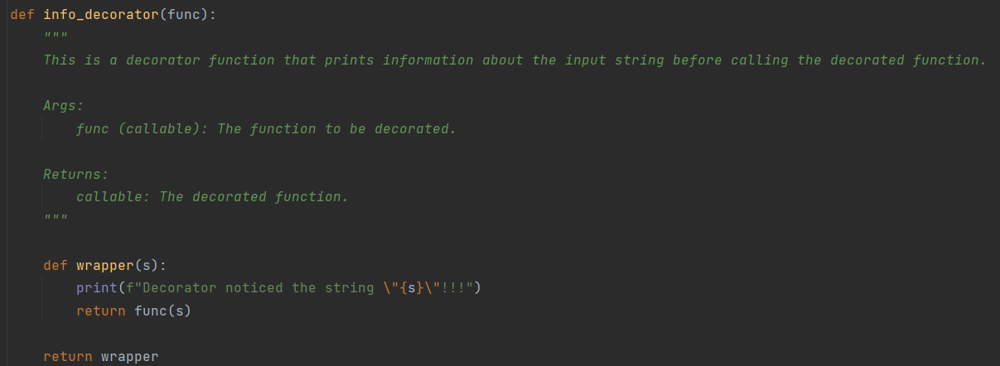 def info_decorator(func):
    """
    This is a decorator function that prints information about the input string before calling the decorated function.

    Args:
        func (callable): The function to be decorated.

    Returns:
        callable: The decorated function.
    """

    def wrapper(s):
        print(f"Decorator noticed the string \"{s}\"!!!")
        return func(s)

    return wrapper